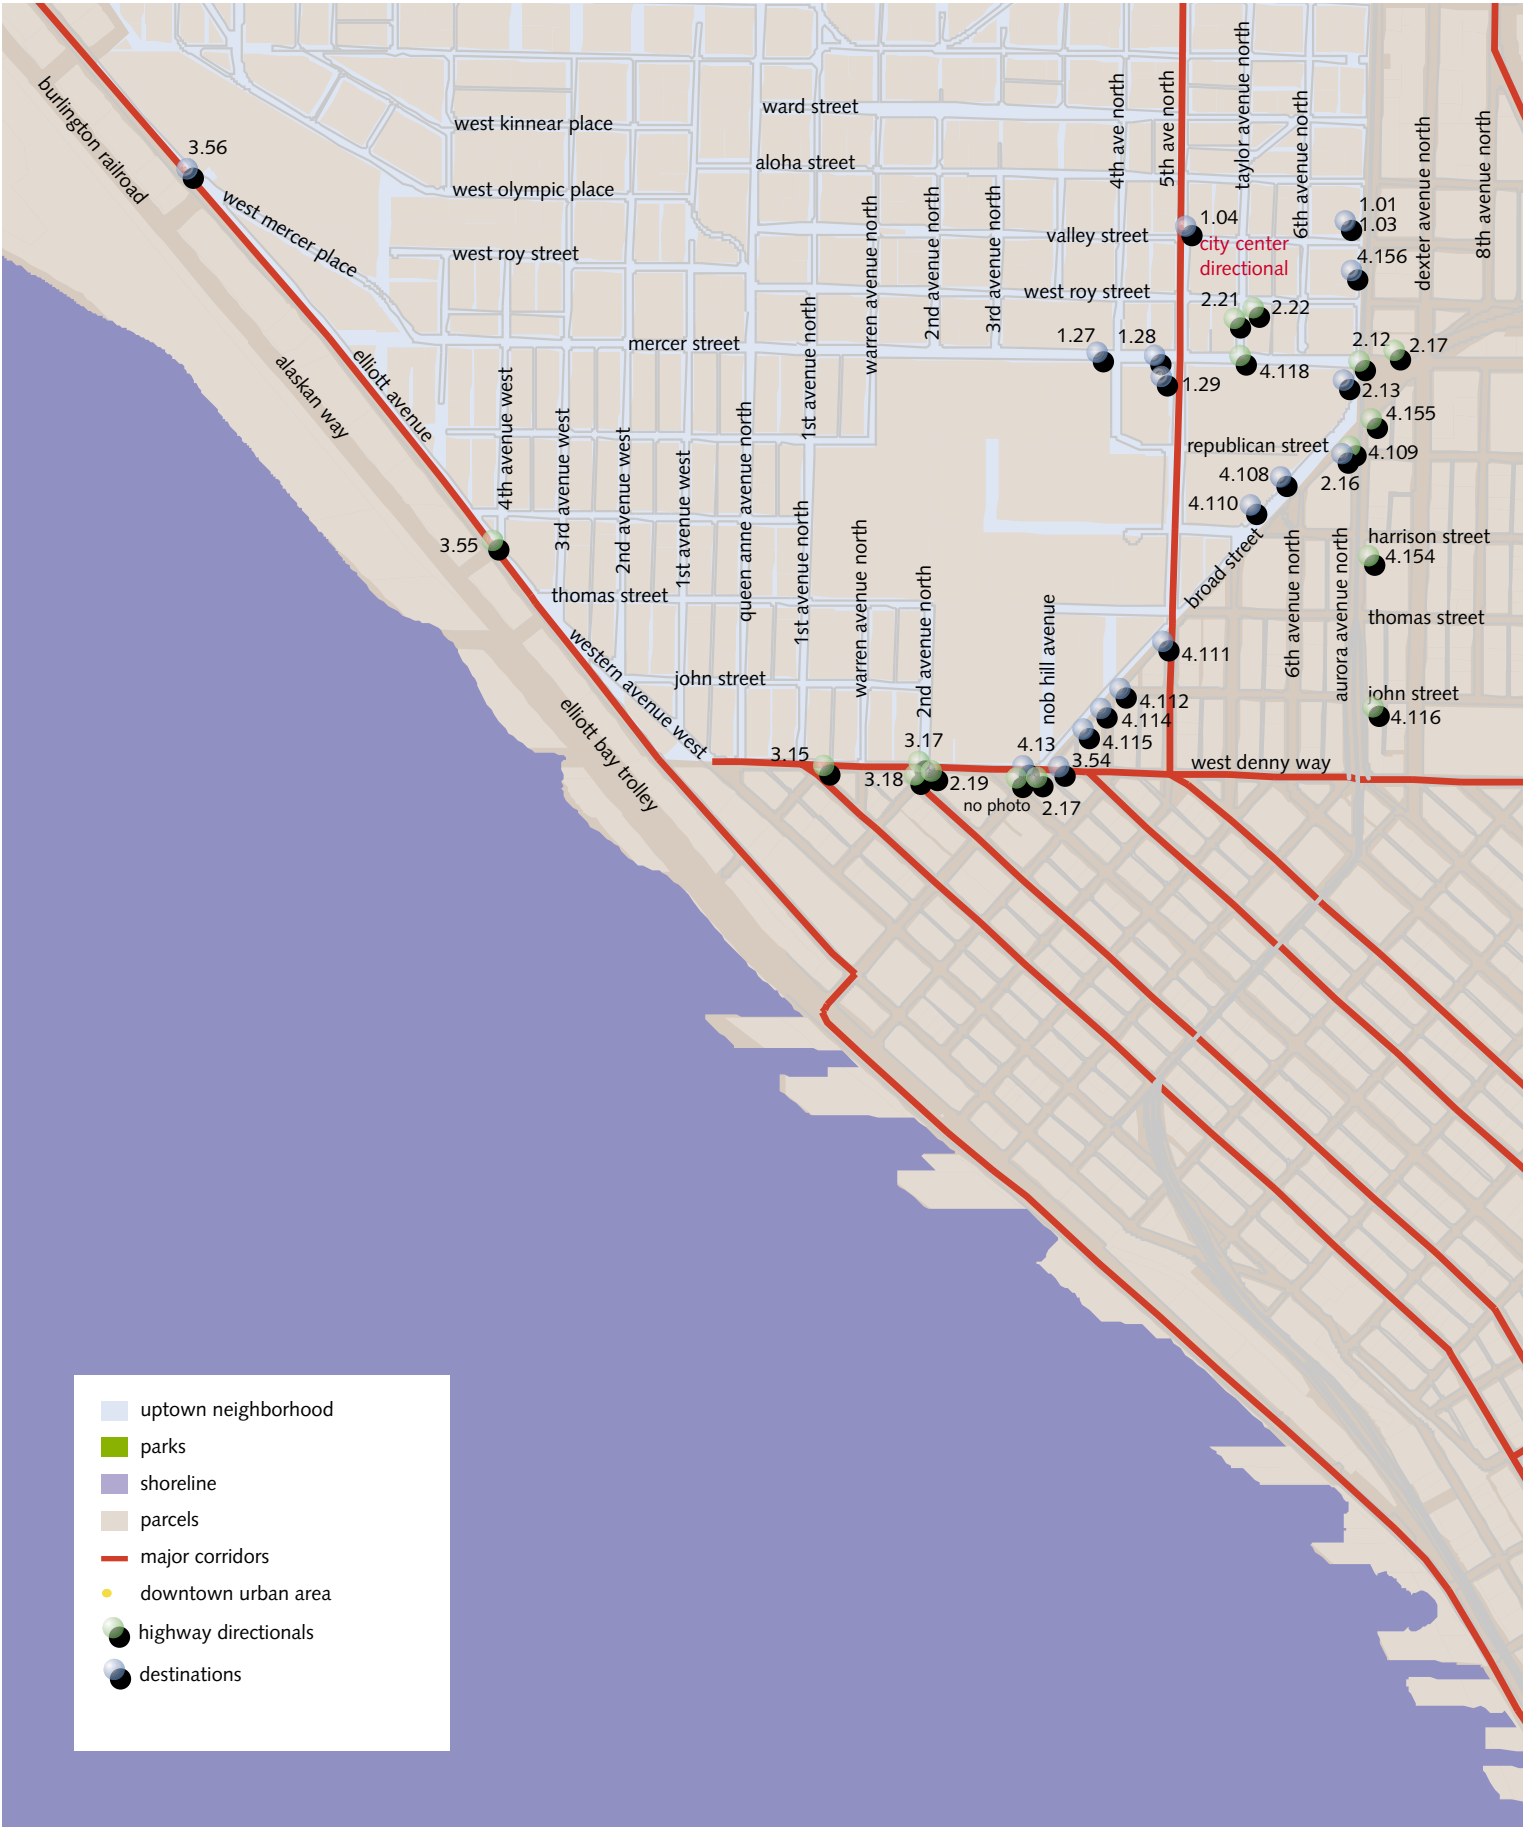 burlington railroad
3.56
west mercer place
alaskan way
elliott avenue
west kinnear place
west olympic place
west roy street
ward street
aloha street
mercer street
4th ave north
5th ave north
taylor avenue north
6th avenue north
dexter avenue north
8th avenue north
warren avenue north
2nd avenue north
3rd avenue north
1st avenue north
valley street
west roy street
1.04
city center
directional
1.01
1.03
4.156
2.21
2.22
1.27
1.28
1.29
4.118
2.12
2.17
2.13
4.155
republican street
4.109
4.108
2.16
4.110
4th avenue west
3rd avenue west
2nd avenue west
1st avenue west
queen anne avenue north
1st avenue north
warren avenue north
2nd avenue north
nob hill avenue
broad street
6th avenue north
aurora avenue north
harrison street
4.154
3.55
thomas street
thomas street
western avenue west
john street
4.111
john street
4.116
4.112
4.114
4.115
elliott bay trolley
3.15
3.17
3.18
2.19
4.13
3.54
no photo
2.17
west denny way
uptown neighborhood
parks
shoreline
parcels
major corridors
downtown urban area
highway directionals
destinations